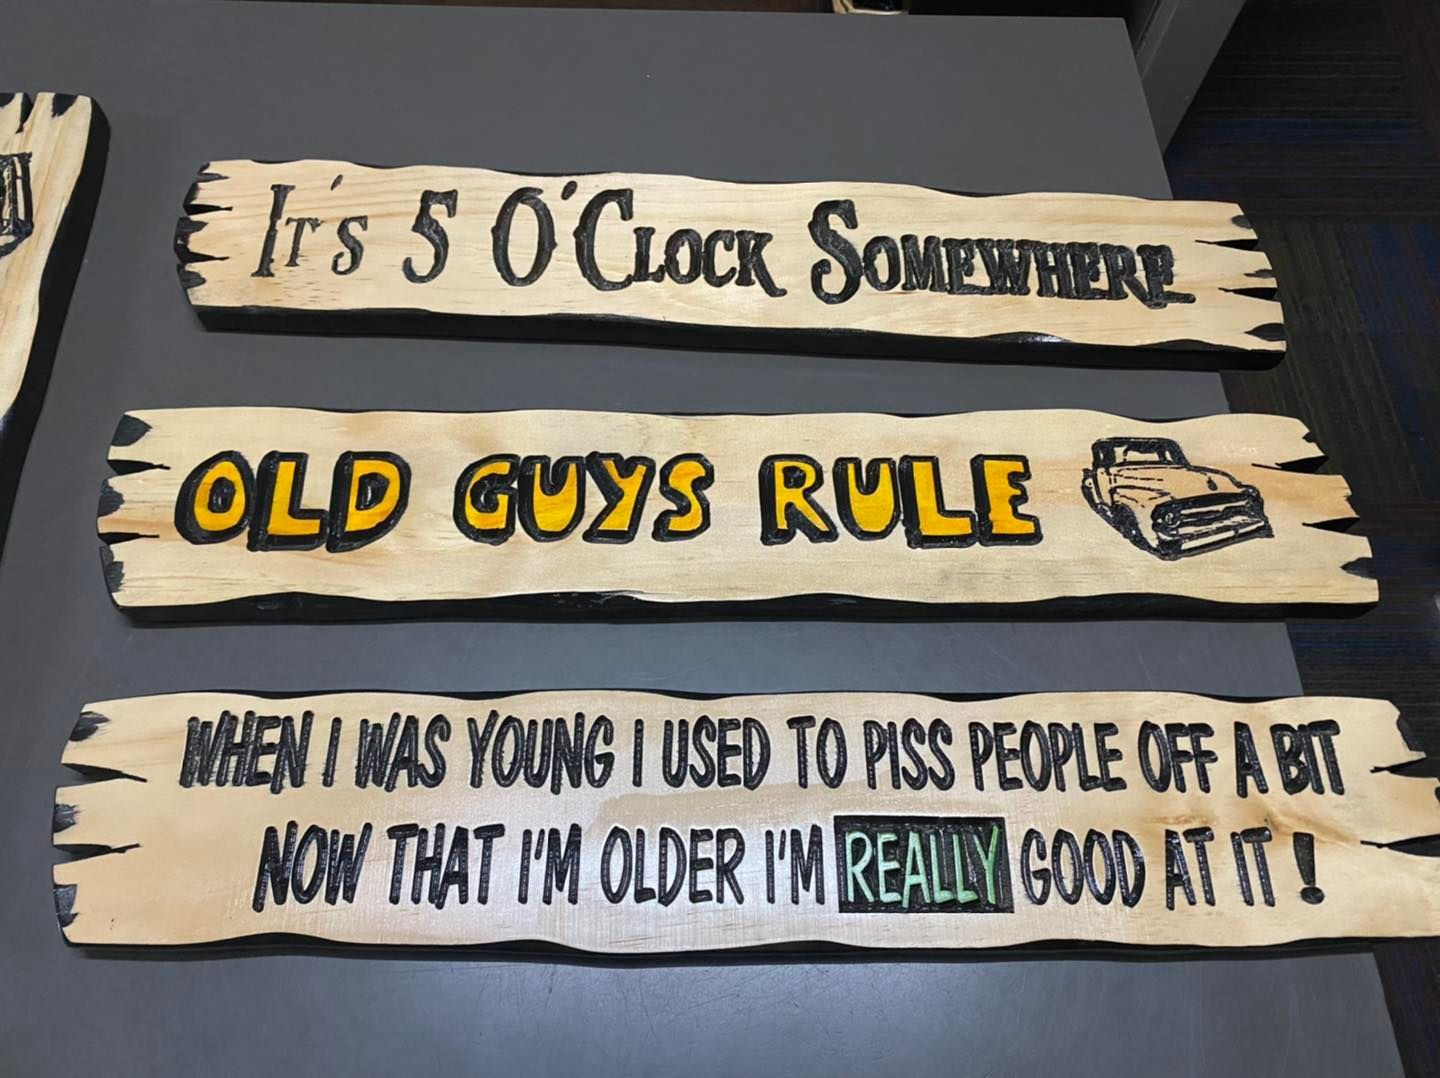 It's 5 O'Clock Somewhere
OLD GUYS RULE
WHEN I WAS YOUNG I USED TO PISS PEOPLE OFF A BIT
NOW THAT I'M OLDER I'M REALLY GOOD AT IT !